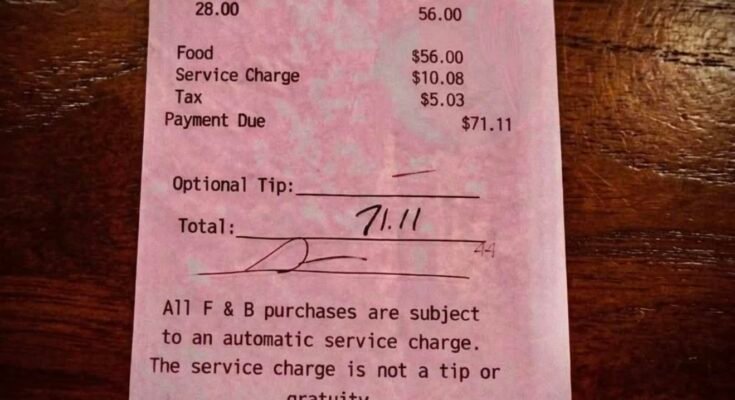 28.00 56.00
Food $56.00
Service Charge $10.08
Tax $5.03
Payment Due $71.11
Optional Tip: —
Total: 71.11
44
All F & B purchases are subject
to an automatic service charge.
The service charge is not a tip or
gratuity